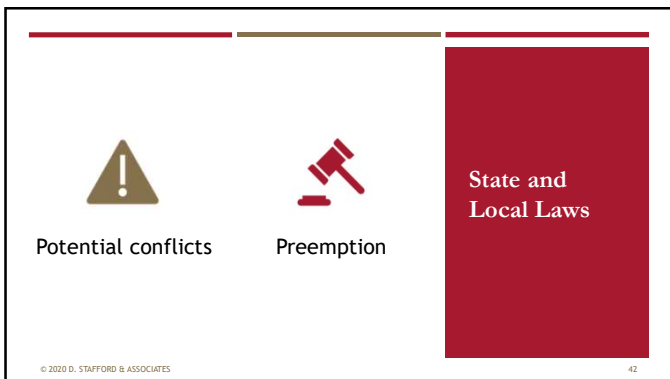 Potential conflicts
Preemption
State and
Local Laws
© 2020 D. STAFFORD & ASSOCIATES
42